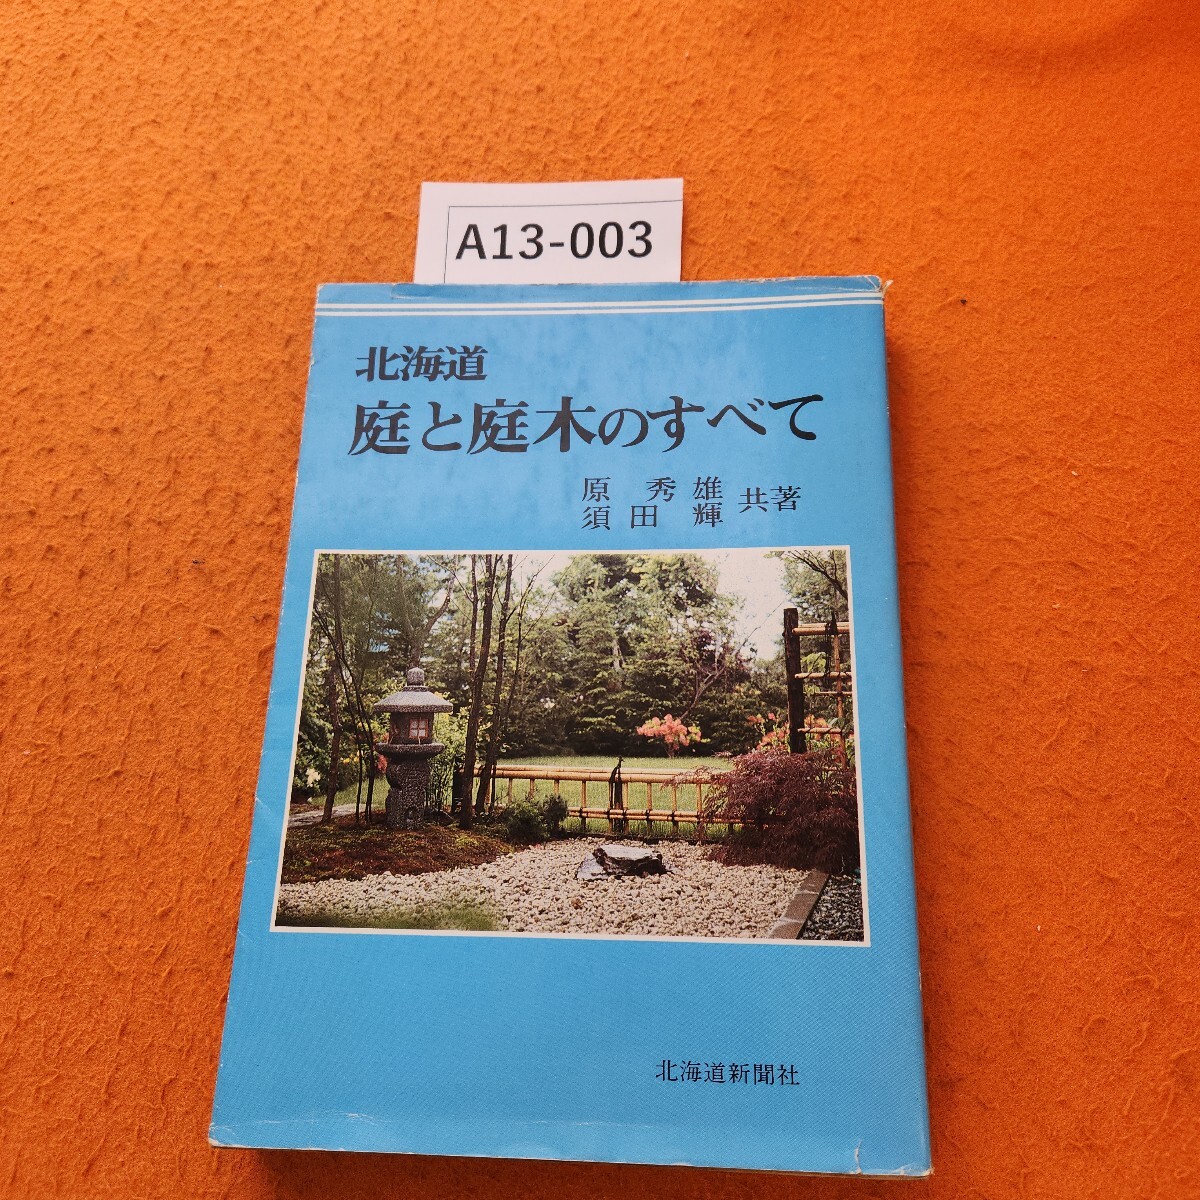 A13-003
北海道
庭と庭木のすべて
原 秀雄
須田 輝
共著
北海道新聞社